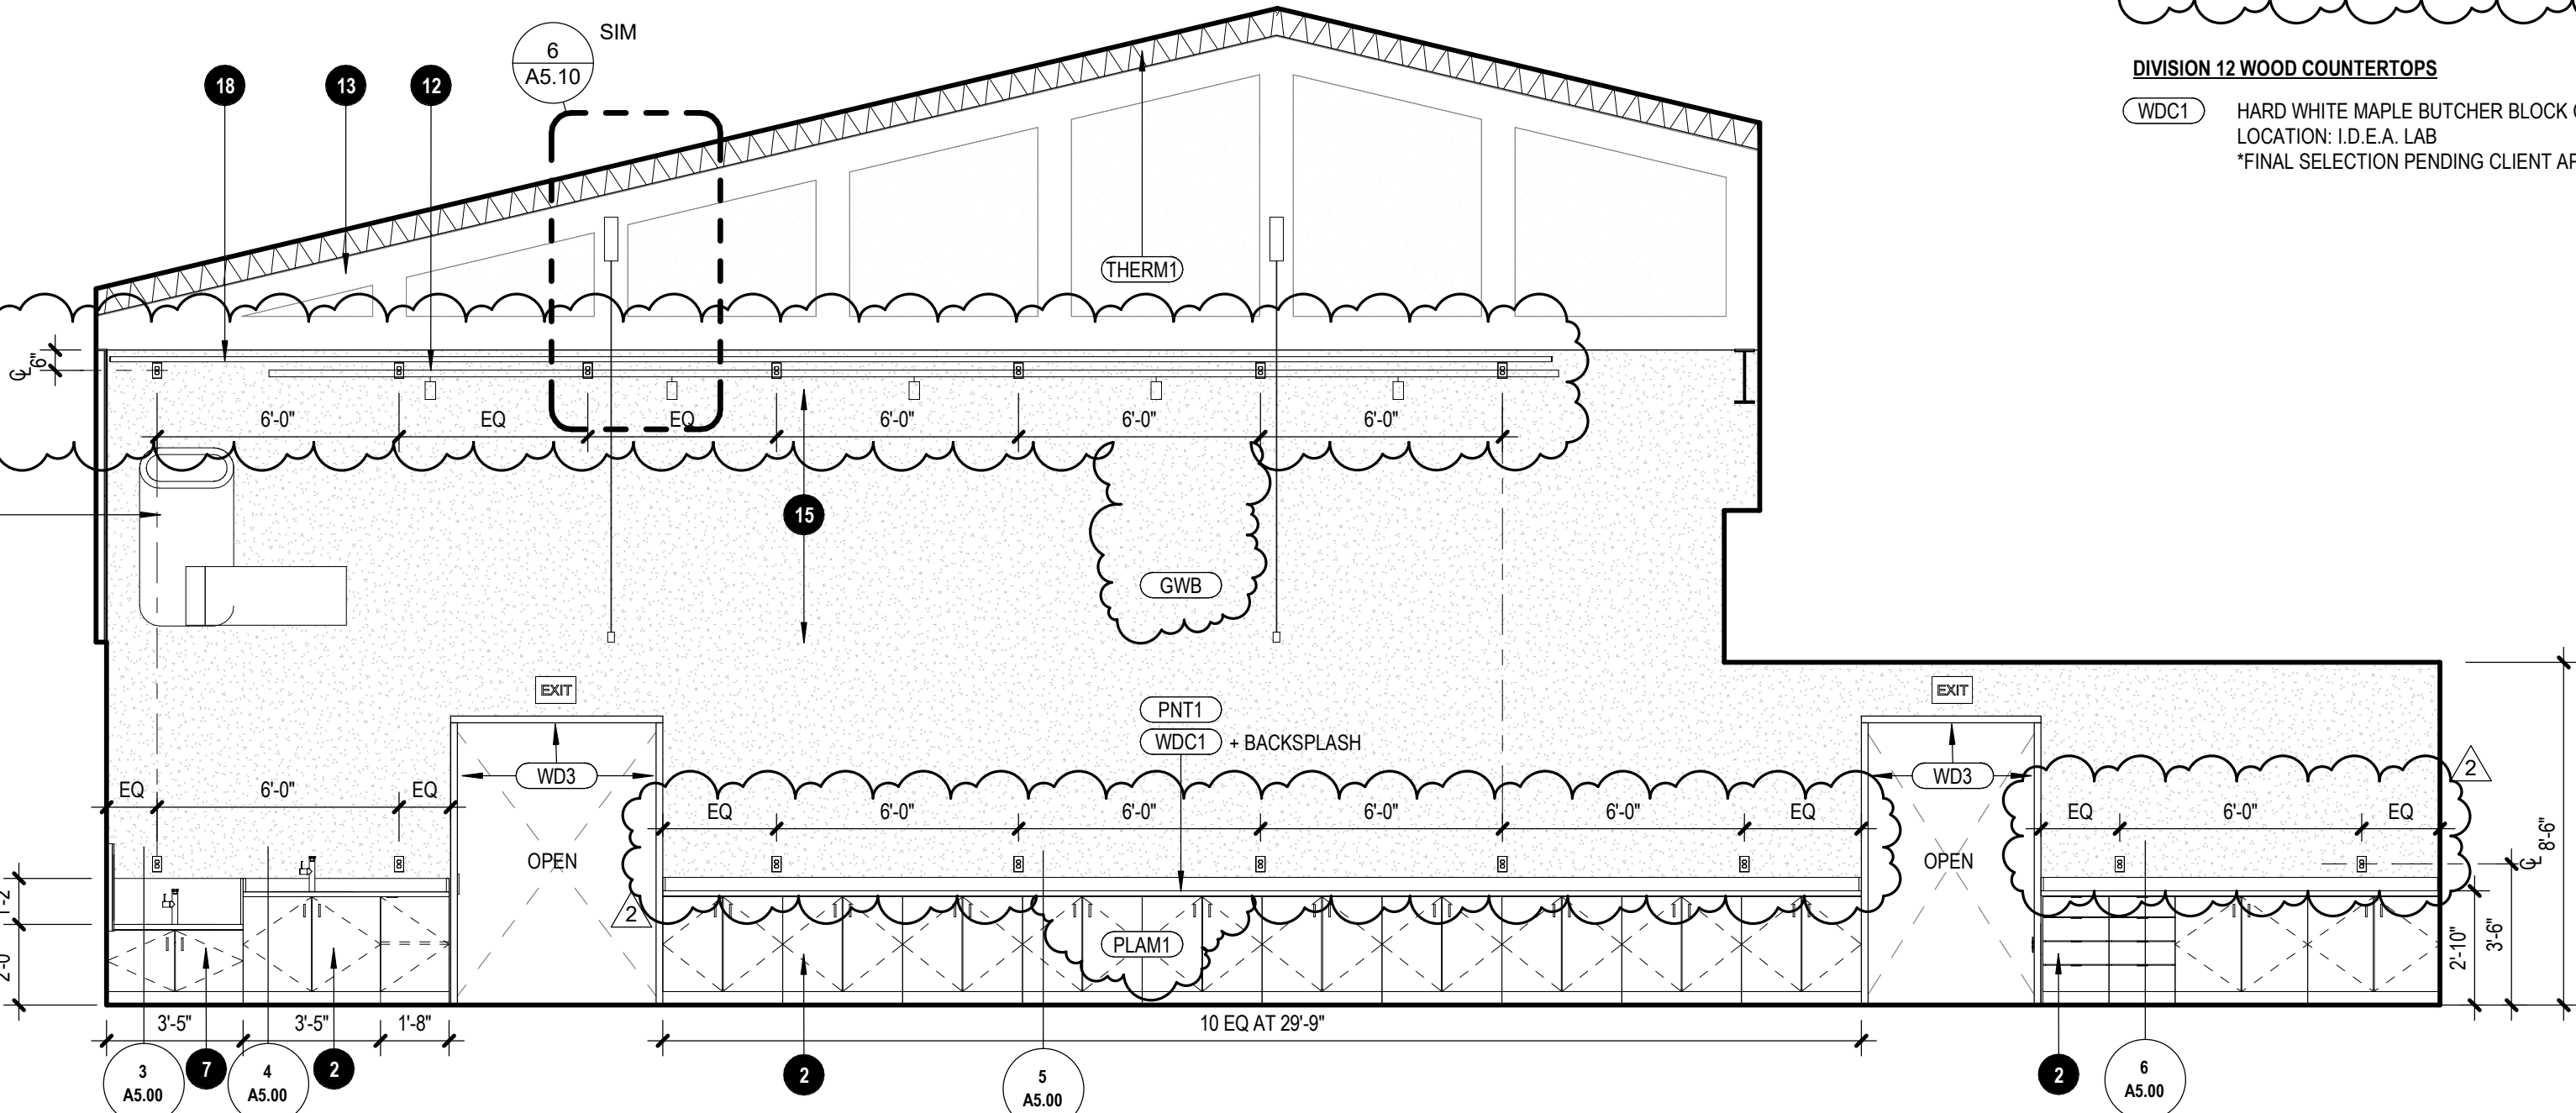 6
A5.10
SIM
18
13
12
DIVISION 12 WOOD COUNTERTOPS
WDC1
HARD WHITE MAPLE BUTCHER BLOCK
LOCATION: I.D.E.A. LAB
*FINAL SELECTION PENDING CLIENT
THERM1
6"
6'-0"
EQ
EQ
6'-0"
6'-0"
6'-0"
15
GWB
EXIT
EXIT
PNT1
WDC1
+ BACKSPLASH
WD3
WD3
2
EQ
6'-0"
EQ
EQ
6'-0"
6'-0"
6'-0"
6'-0"
EQ
EQ
6'-0"
EQ
OPEN
OPEN
8'-6"
1'-2"
2
PLAM1
2'-0"
2'-10"
3'-6"
3'-5"
3'-5"
1'-8"
10 EQ AT 29'-9"
3
A5.00
7
4
A5.00
2
2
5
A5.00
2
6
A5.00